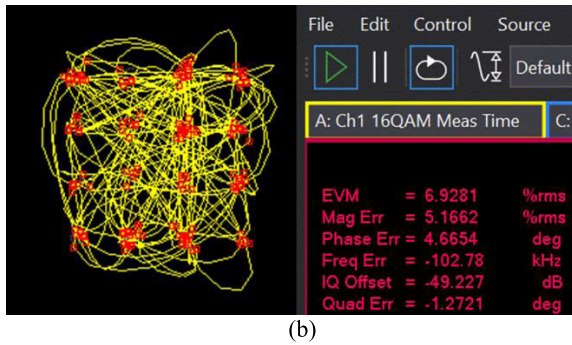 File Edit Control Source
Default
A: Ch1 16QAM Meas Time C:
EVM = 6.9281 %rms
Mag Err = 5.1662 %rms
Phase Err = 4.6654 deg
Freq Err = -102.78 kHz
IQ Offset = -49.227 dB
Quad Err = -1.2721 deg
(b)